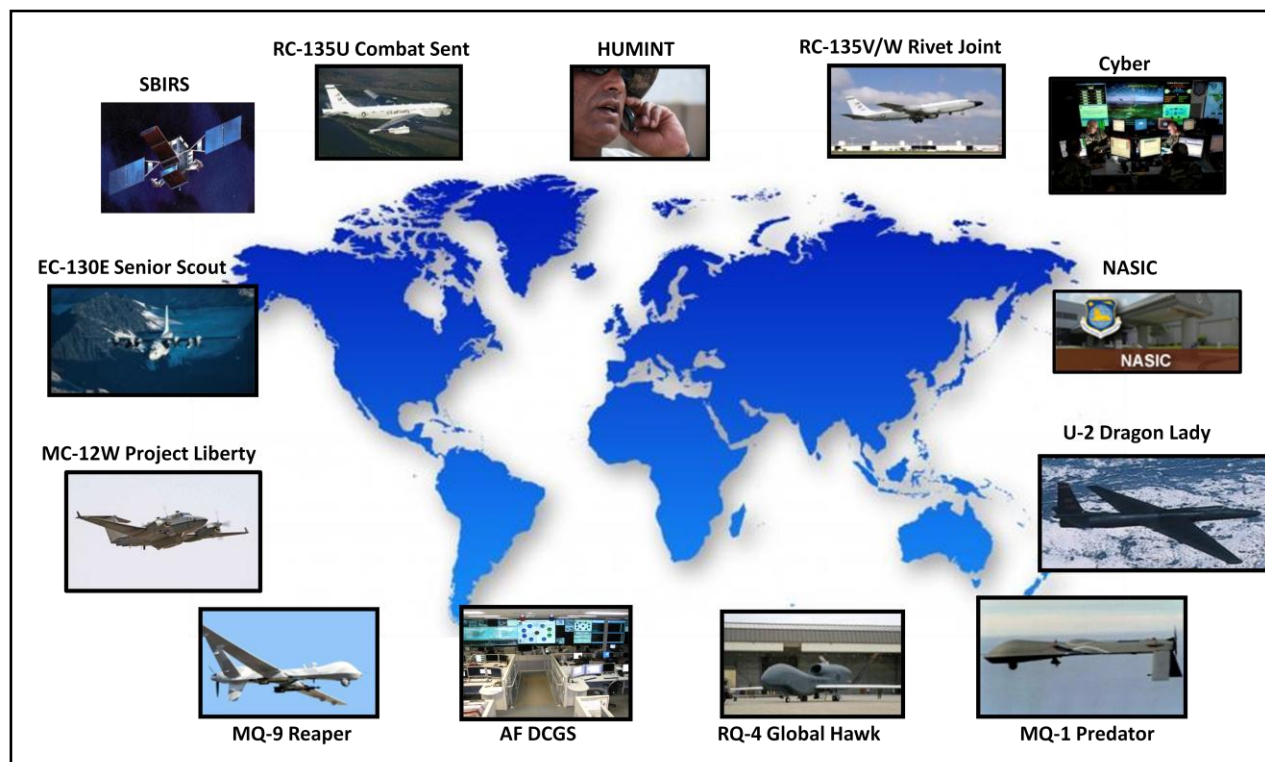 RC-135U Combat Sent
HUMINT
RC-135V/W Rivet Joint
Cyber
SBIRS
EC-130E Senior Scout
NASIC
NASIC
MC-12W Project Liberty
U-2 Dragon Lady
MQ-9 Reaper
AF DCGS
RQ-4 Global Hawk
MQ-1 Predator